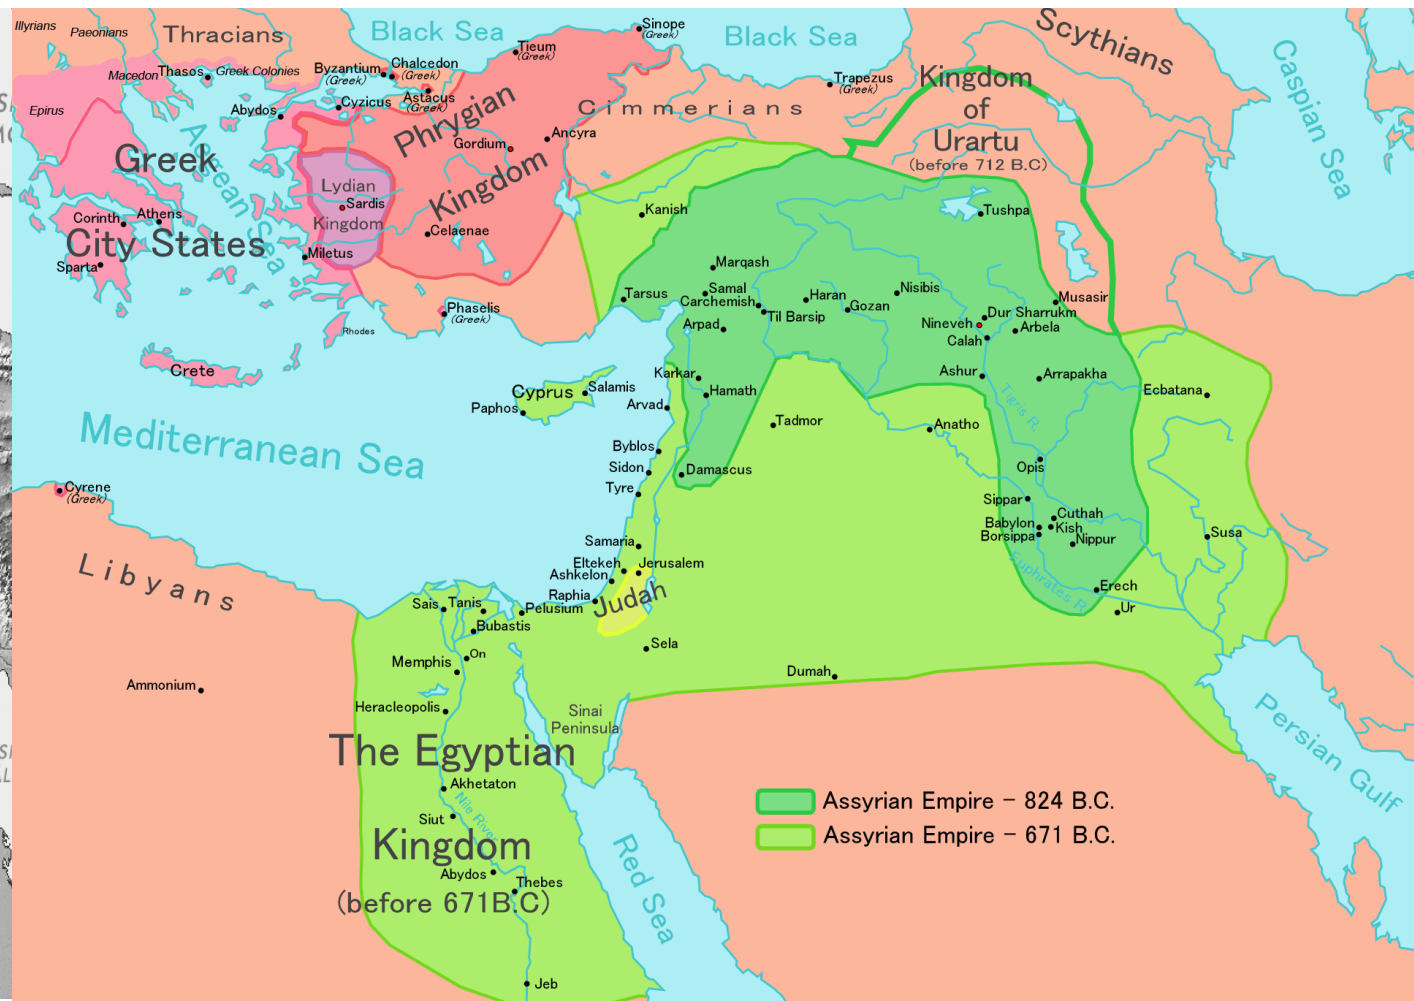 Illyrians
Paeonians
Thracians
Black Sea
Sinope
(Greek)
Black Sea
Scythians
Caspian Sea
Tieum
(Greek)
Macedon
Thasos
Greek Colonies
Byzantium
(Greek)
Chalcedon
(Greek)
Astacus
(Greek)
Trapezus
(Greek)
Kingdom
of
Urartu
(before 712 B.C)
Epirus
Abydos
Cyzicus
Cimmerians
Phrygian
Kingdom
Gordium
Ancyra
Greek
City States
Aegean Sea
Lydian
Kingdom
Sardis
Corinth
Athens
Sparta
Miletus
Celaenae
Kanish
Tushpa
Phaselis
(Greek)
Rhodes
Crete
Tarsus
Marqash
Samal
Carchemish
Til Barsip
Arpad
Haran
Gozan
Nisibis
Musasir
Dur Sharrukm
Nineveh
Arbela
Calah
Ashur
Arrapakha
Ecbatana
Karkar
Hamath
Cyprus
Salamis
Paphos
Arvad
Tadmor
Anatho
Tigris R.
Opis
Mediterranean Sea
Byblos
Sidon
Tyre
Damascus
Sippar
Cuthah
Babylon
Kish
Borsippa
Nippur
Susa
Cyrene
(Greek)
Libyans
Samaria
Eltekeh
Jerusalem
Ashkelon
Raphia
Judah
Euphrates R.
Erech
Ur
Sais
Tanis
Pelusium
Bubastis
On
Memphis
Sela
Dumah
Ammonium
Heracleopolis
Sinai
Peninsula
Persian Gulf
The Egyptian
Kingdom
(before 671B.C)
Akhetaton
Nile River
Siut
Abydos
Thebes
Jeb
Red Sea
Assyrian Empire - 824 B.C.
Assyrian Empire - 671 B.C.